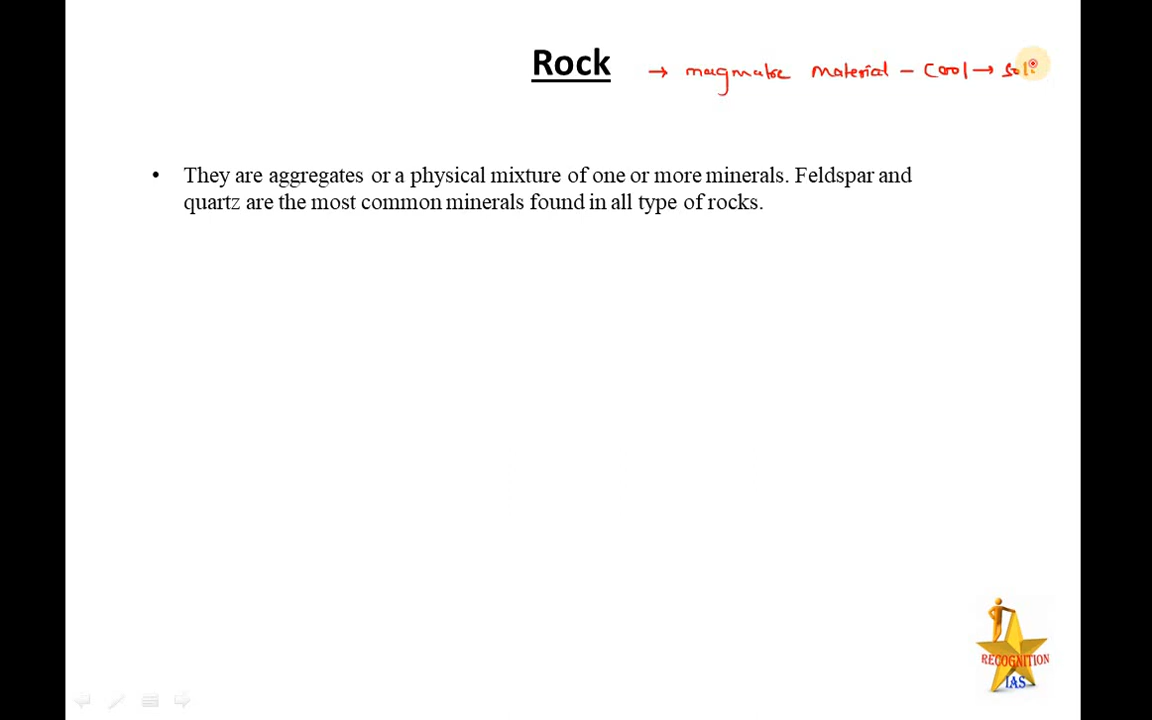 Rock → magmatic material – cool → soli
• They are aggregates or a physical mixture of one or more minerals. Feldspar and
quartz are the most common minerals found in all type of rocks.
RECOGNITION
IAS